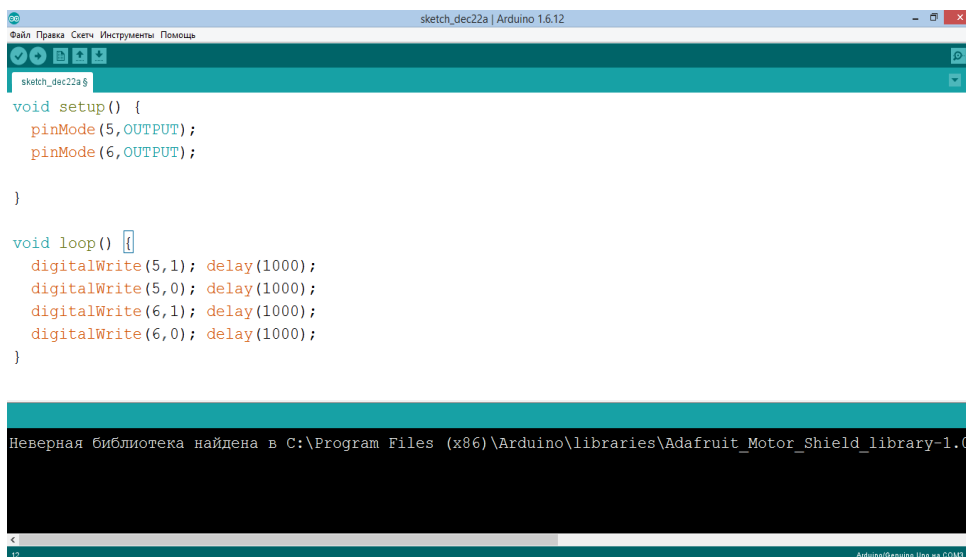 sketch_dec22a | Arduino 1.6.12
Файл Правка Скетч Инструменты Помощь
sketch_dec22a §
void setup() {
pinMode(5,OUTPUT);
pinMode(6,OUTPUT);
}
void loop() {
digitalWrite(5,1); delay(1000);
digitalWrite(5,0); delay(1000);
digitalWrite(6,1); delay(1000);
digitalWrite(6,0); delay(1000);
}
Неверная библиотека найдена в C:\Program Files (x86)\Arduino\libraries\Adafruit_Motor_Shield_library-1.0
12 Arduino/Genuino Uno на COM3